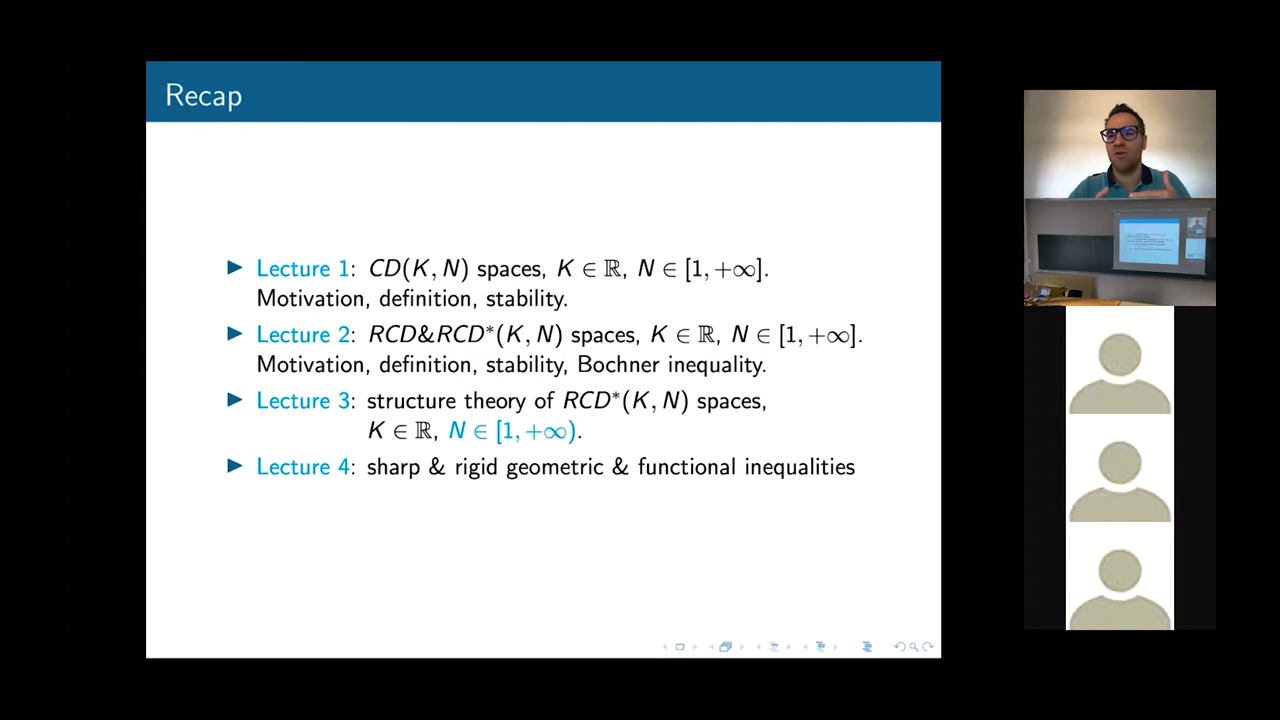 Recap
▶ Lecture 1: CD(K, N) spaces, K ∈ ℝ, N ∈ [1, +∞].
Motivation, definition, stability.
▶ Lecture 2: RCD&RCD*(K, N) spaces, K ∈ ℝ, N ∈ [1, +∞].
Motivation, definition, stability, Bochner inequality.
▶ Lecture 3: structure theory of RCD*(K, N) spaces,
K ∈ ℝ, N ∈ [1, +∞).
▶ Lecture 4: sharp & rigid geometric & functional inequalities